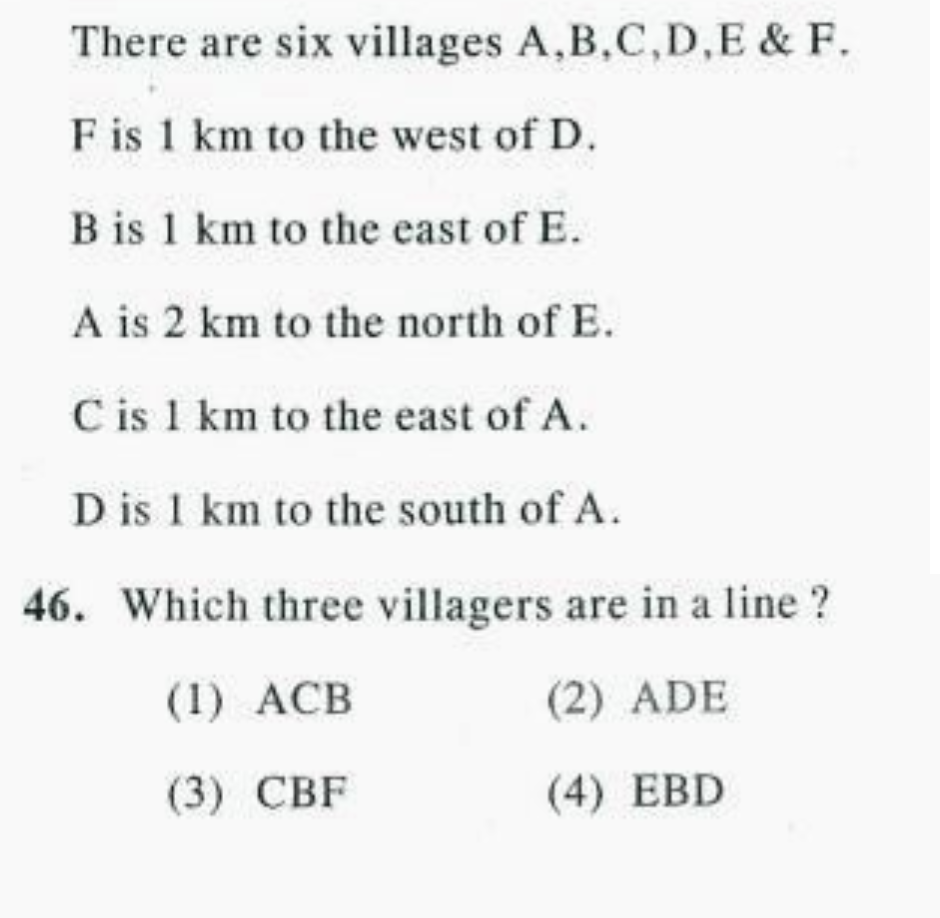 There are six villages A,B,C,D,E & F.
F is 1 km to the west of D.
B is 1 km to the east of E.
A is 2 km to the north of E.
C is 1 km to the east of A.
D is 1 km to the south of A.
46. Which three villagers are in a line ?
(1) ACB (2) ADE
(3) CBF (4) EBD